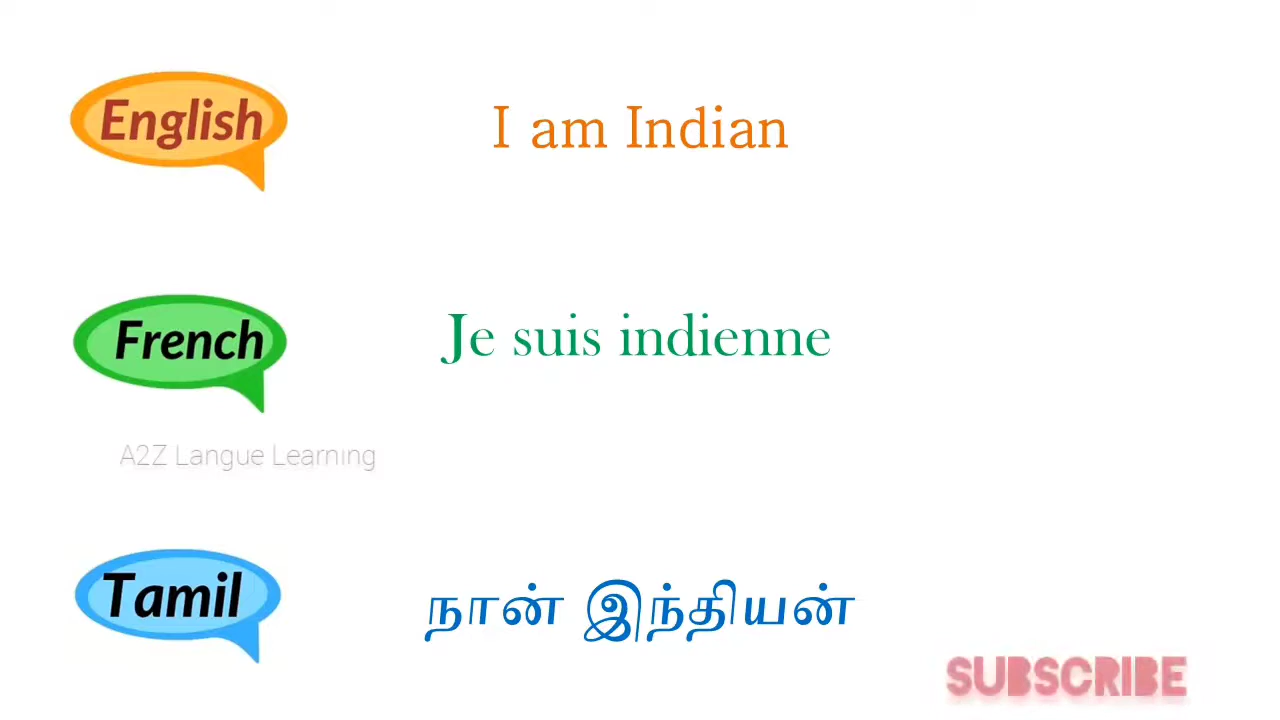 English
I am Indian
French
Je suis indienne
A2Z Langue Learning
Tamil
நான் இந்தியன்
SUBSCRIBE